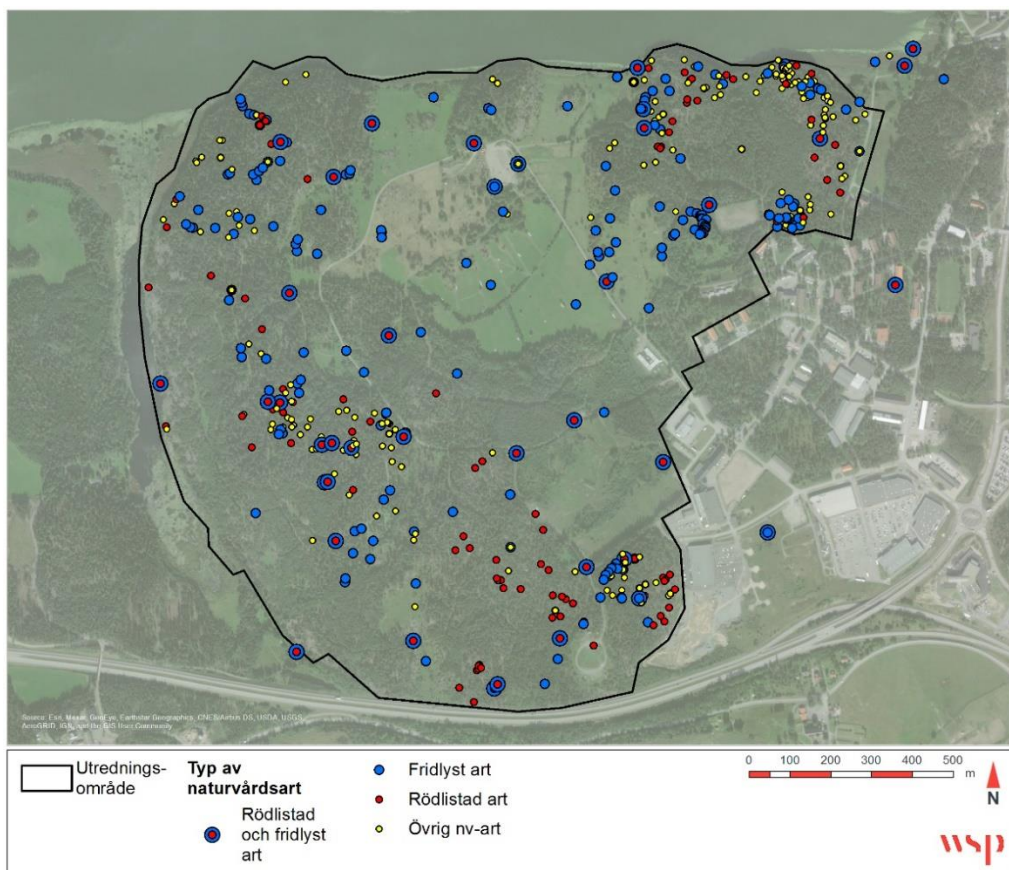 Source: Esri, Maxar, GeoEye, Earthstar Geographics, CNES/Airbus DS, USDA, USGS,
AeroGRID, IGN, and the GIS User Community
Utrednings-
område
Typ av
naturvårdsart
Rödlistad
och fridlyst
art
Fridlyst art
Rödlistad art
Övrig nv-art
0 100 200 300 400 500
m
N
wsp